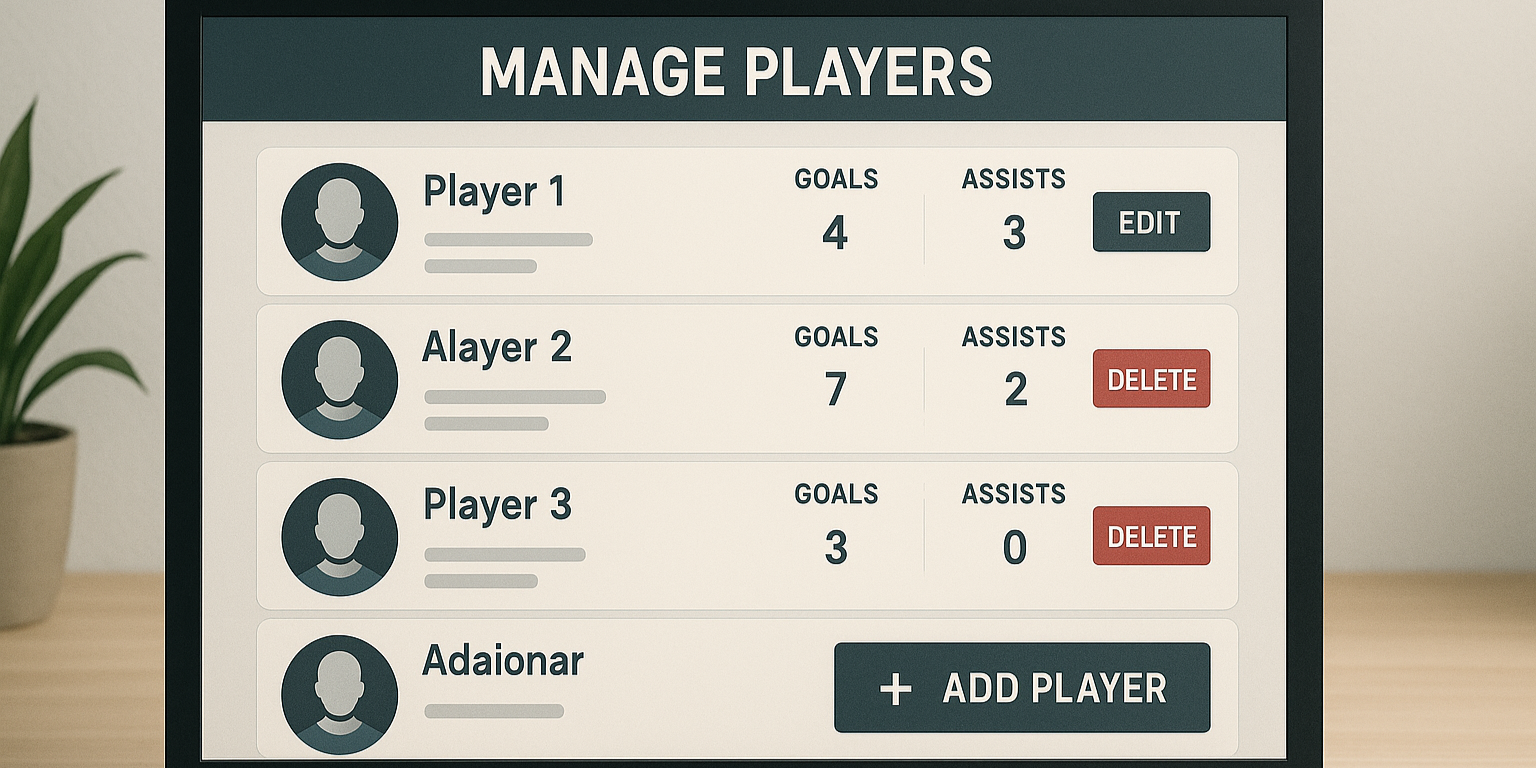 MANAGE PLAYERS
Player 1
GOALS
4
ASSISTS
3
EDIT
Alayer 2
GOALS
7
ASSISTS
2
DELETE
Player 3
GOALS
3
ASSISTS
0
DELETE
Adaionar
+ ADD PLAYER